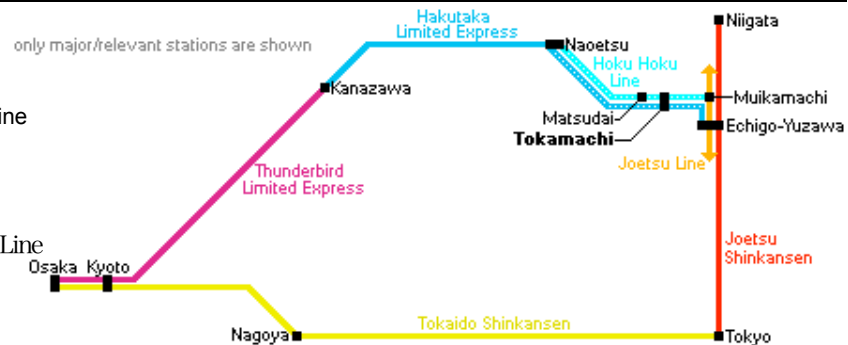 Hakutaka
Limited Express
Niigata
only major/relevant stations are shown
Naoetsu
Hoku Hoku
Line
Kanazawa
Muikamachi
ine
Matsudai
Echigo-Yuzawa
Tokamachi
Joetsu Line
Thunderbird
Limited Express
Line
Joetsu
Shinkansen
Osaka Kyoto
Tokaido Shinkansen
Nagoya
Tokyo